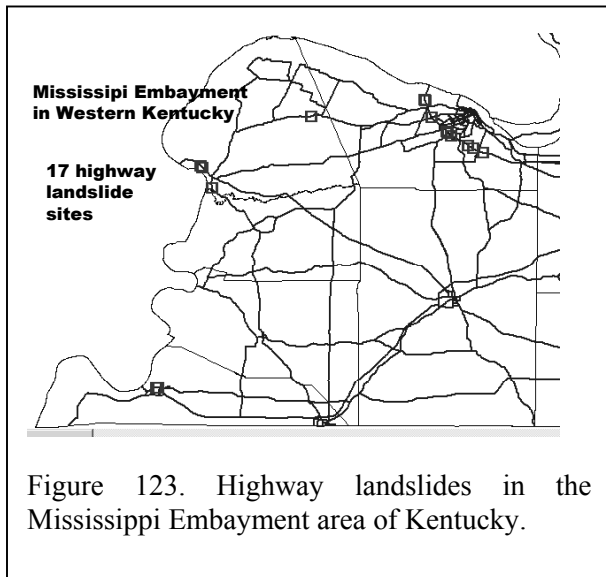 Mississipi Embayment
in Western Kentucky
17 highway
landslide
sites
Figure 123. Highway landslides in the
Mississippi Embayment area of Kentucky.